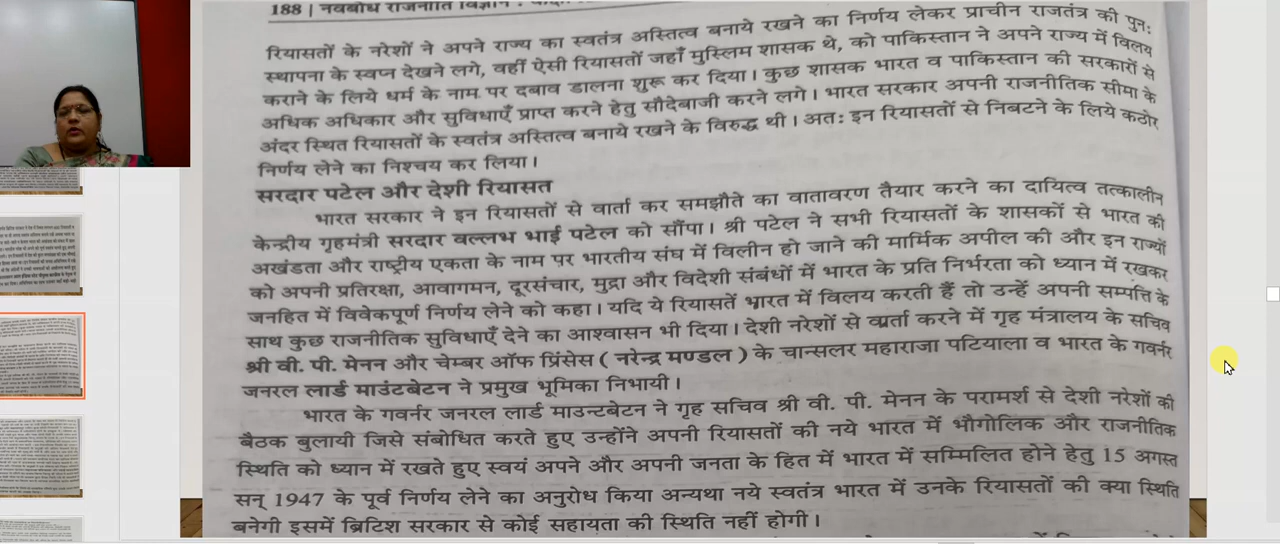 188 | नवबोध राजनीति विज्ञान :
रियासतों के नरेशों ने अपने राज्य का स्वतंत्र अस्तित्व बनाये रखने का निर्णय लेकर प्राचीन राजतंत्र की पुनः
स्थापना के स्वप्न देखने लगे, वहीं ऐसी रियासतों जहाँ मुस्लिम शासक थे, को पाकिस्तान ने अपने राज्य में विलय
कराने के लिये धर्म के नाम पर दबाव डालना शुरू कर दिया। कुछ शासक भारत व पाकिस्तान की सरकारों से
अधिक अधिकार और सुविधाएँ प्राप्त करने हेतु सौदेबाजी करने लगे। भारत सरकार अपनी राजनीतिक सीमा के
अंदर स्थित रियासतों के स्वतंत्र अस्तित्व बनाये रखने के विरुद्ध थी। अतः इन रियासतों से निबटने के लिये कठोर
निर्णय लेने का निश्चय कर लिया।
सरदार पटेल और देशी रियासत
भारत सरकार ने इन रियासतों से वार्ता कर समझौते का वातावरण तैयार करने का दायित्व तत्कालीन
केन्द्रीय गृहमंत्री सरदार वल्लभ भाई पटेल को सौंपा। श्री पटेल ने सभी रियासतों के शासकों से भारत की
अखंडता और राष्ट्रीय एकता के नाम पर भारतीय संघ में विलीन हो जाने की मार्मिक अपील की और इन राज्यों
को अपनी प्रतिरक्षा, आवागमन, दूरसंचार, मुद्रा और विदेशी संबंधों में भारत के प्रति निर्भरता को ध्यान में रखकर
जनहित में विवेकपूर्ण निर्णय लेने को कहा। यदि ये रियासतें भारत में विलय करती हैं तो उन्हें अपनी सम्पत्ति के
साथ कुछ राजनीतिक सुविधाएँ देने का आश्वासन भी दिया। देशी नरेशों से वार्ता करने में गृह मंत्रालय के सचिव
श्री वी. पी. मेनन और चेम्बर ऑफ प्रिंसेस ( नरेन्द्र मण्डल ) के चान्सलर महाराजा पटियाला व भारत के गवर्नर
जनरल लार्ड माउंटबेटन ने प्रमुख भूमिका निभायी।
भारत के गवर्नर जनरल लार्ड माउन्टबेटन ने गृह सचिव श्री वी. पी. मेनन के परामर्श से देशी नरेशों की
बैठक बुलायी जिसे संबोधित करते हुए उन्होंने अपनी रियासतों की नये भारत में भौगोलिक और राजनीतिक
स्थिति को ध्यान में रखते हुए स्वयं अपने और अपनी जनता के हित में भारत में सम्मिलित होने हेतु 15 अगस्त
सन् 1947 के पूर्व निर्णय लेने का अनुरोध किया अन्यथा नये स्वतंत्र भारत में उनके रियासतों की क्या स्थिति
बनेगी इसमें ब्रिटिश सरकार से कोई सहायता की स्थिति नहीं होगी।